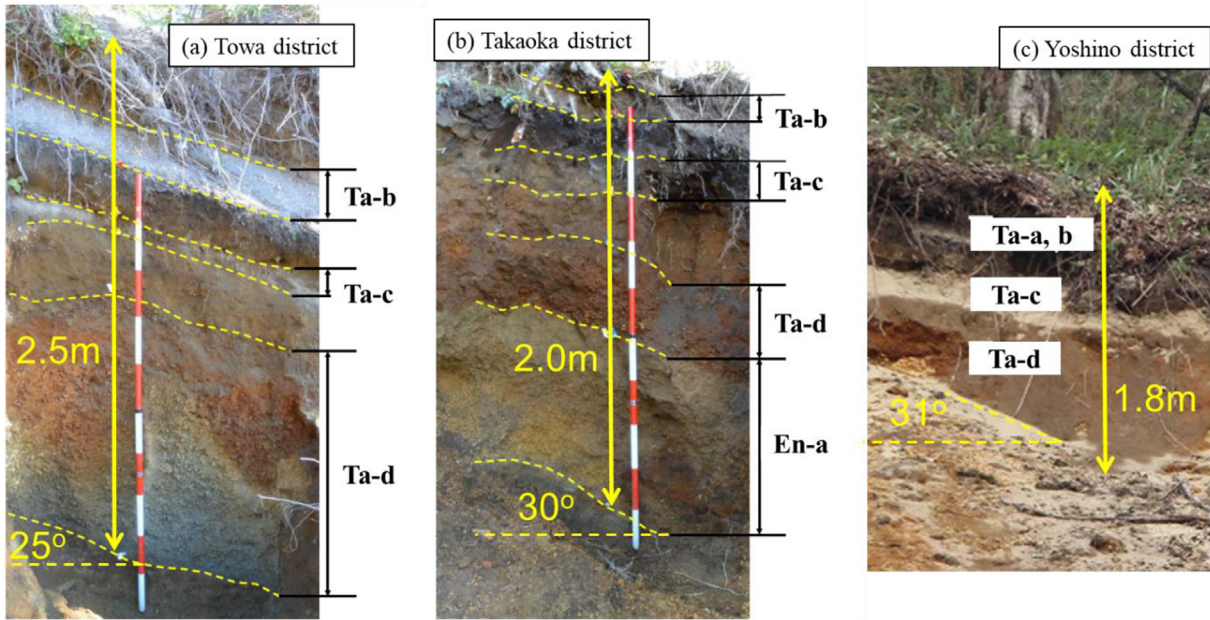 (a) Towa district
Ta-b
Ta-c
2.5m
Ta-d
25°
(b) Takaoka district
Ta-b
Ta-c
Ta-d
2.0m
En-a
30°
(c) Yoshino district
Ta-a, b
Ta-c
Ta-d
1.8m
31°